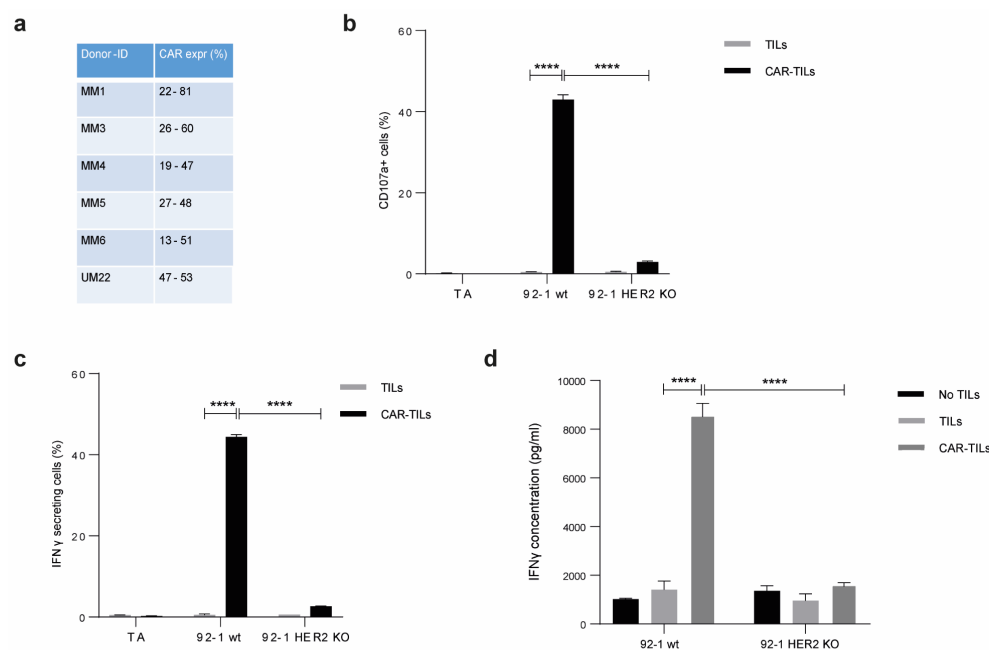 a
Donor-ID CAR expr (%)
MM1 22- 81
MM3 26 - 60
MM4 19 - 47
MM5 27- 48
MM6 13 - 51
UM22 47 - 53
b
60
40
20
0
CD107a+ cells (%)
**** ****
TA 92-1 wt 92-1 HER2 KO
TILs
CAR-TILs
c
60
40
20
0
IFNγ secreting cells (%)
**** ****
TA 92-1 wt 92-1 HER2 KO
TILs
CAR-TILs
d
10000
8000
6000
4000
2000
0
IFNγ concentration (pg/ml)
**** ****
92-1 wt 92-1 HER2 KO
No TILs
TILs
CAR-TILs